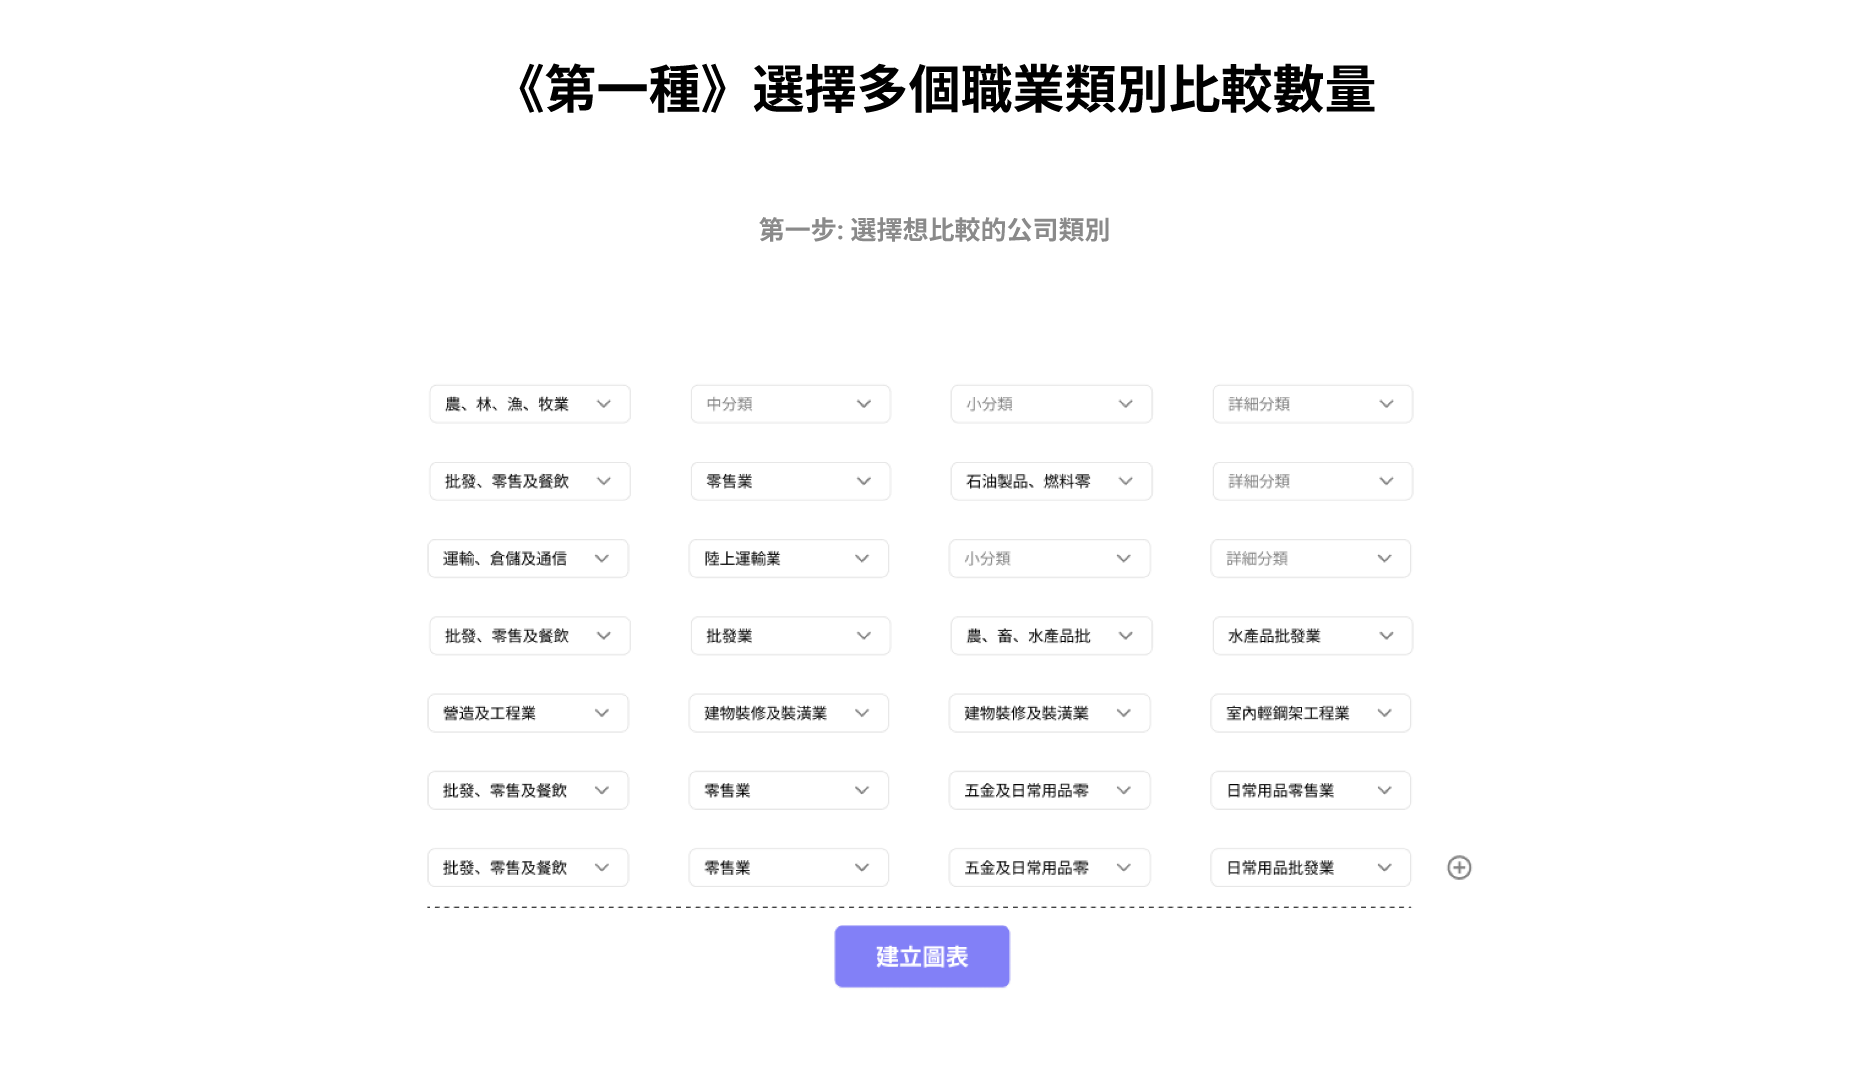 《第一種》選擇多個職業類別比較數量
第一步: 選擇想比較的公司類別
農、林、漁、牧業 中分類 小分類 詳細分類
批發、零售及餐飲 零售業 石油製品、燃料零 詳細分類
運輸、倉儲及通信 陸上運輸業 小分類 詳細分類
批發、零售及餐飲 批發業 農、畜、水產品批 水產品批發業
營造及工程業 建物裝修及裝潢業 建物裝修及裝潢業 室內輕鋼架工程業
批發、零售及餐飲 零售業 五金及日常用品零 日常用品零售業
批發、零售及餐飲 零售業 五金及日常用品零 日常用品批發業
建立圖表